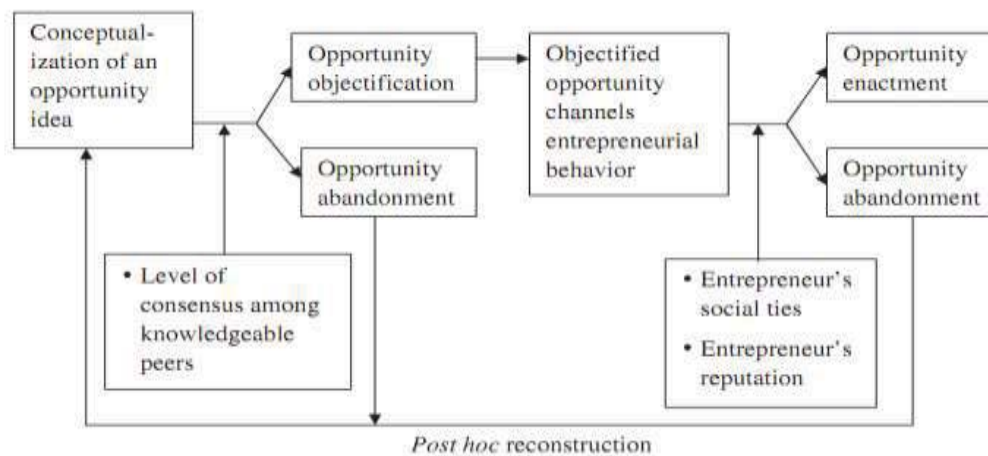 Conceptual-
ization of an
opportunity
idea
Opportunity
objectification
Opportunity
abandonment
Objectified
opportunity
channels
entrepreneurial
behavior
Opportunity
enactment
Opportunity
abandonment
• Level of
consensus among
knowledgeable
peers
• Entrepreneur's
social ties
• Entrepreneur's
reputation
Post hoc reconstruction